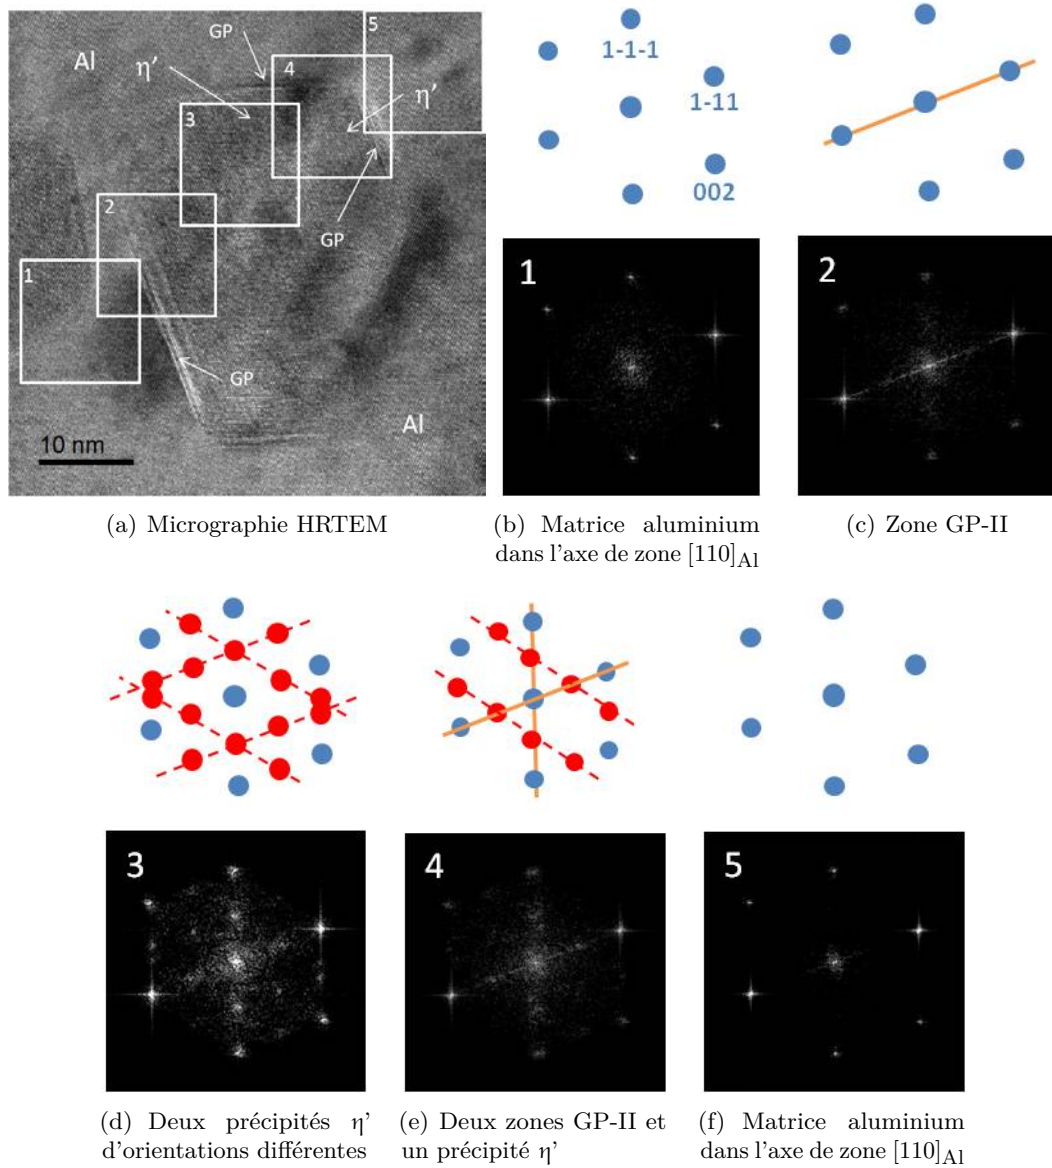 5
GP
Al
4
η'
η'
3
2
GP
GP
1
GP
Al
10 nm
1-1-1
1-11
002
1
2
(a) Micrographie HRTEM
(b) Matrice aluminium
dans l'axe de zone [110]Al
(c) Zone GP-II
3
4
5
(d) Deux précipités η'
d'orientations différentes
(e) Deux zones GP-II et
un précipité η'
(f) Matrice aluminium
dans l'axe de zone [110]Al